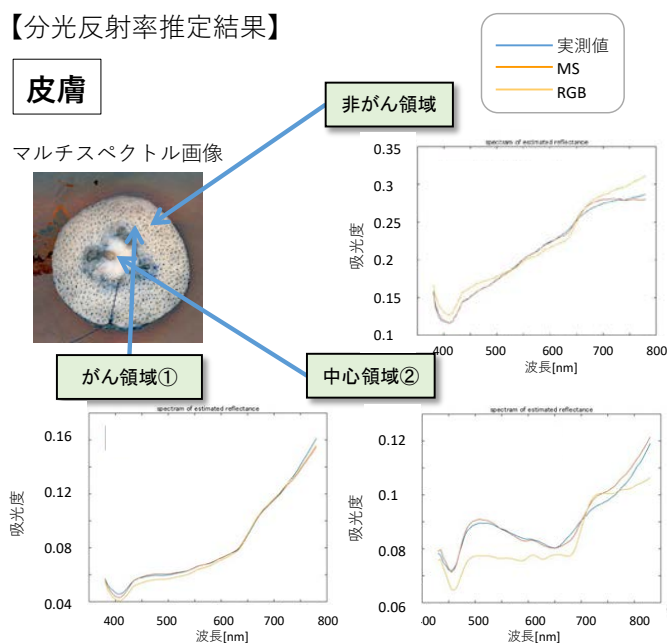 【分光反射率推定結果】
実測値
MS
RGB
皮膚
非がん領域
マルチスペクトル画像
spectrum of estimated reflectance
0.35
0.3
0.25
0.2
0.15
0.1
吸光度
400 500 600 700 800
波長[nm]
がん領域①
中心領域②
spectrum of estimated reflectance
0.16
0.12
0.08
0.04
吸光度
400 500 600 700 800
波長[nm]
spectrum of estimated reflectance
0.12
0.1
0.08
0.06
吸光度
00 500 600 700 800
波長[nm]